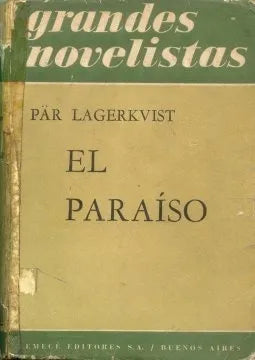 grandes
novelistas
PÄR LAGERKVIST
EL
PARAÍSO
EMECÉ EDITORES S.A. / BUENOS AIRES